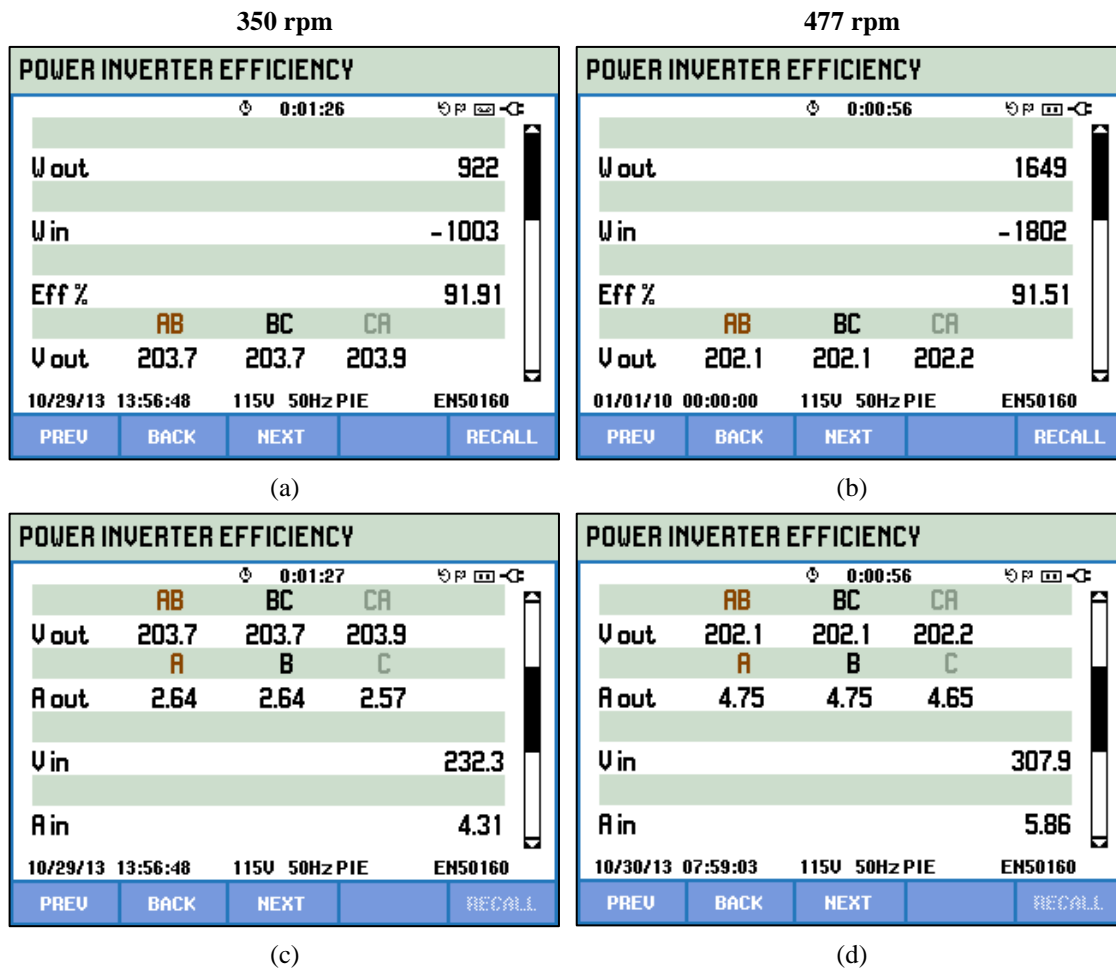 350 rpm 477 rpm
POWER INVERTER EFFICIENCY
0:01:26
W out 922
W in -1003
Eff % 91.91
AB BC CA
V out 203.7 203.7 203.9
10/29/13 13:56:48 115V 50Hz PIE EN50160
PREV BACK NEXT RECALL
(a)
POWER INVERTER EFFICIENCY
0:00:56
W out 1649
W in -1802
Eff % 91.51
AB BC CA
V out 202.1 202.1 202.2
01/01/10 00:00:00 115V 50Hz PIE EN50160
PREV BACK NEXT RECALL
(b)
POWER INVERTER EFFICIENCY
0:01:27
AB BC CA
V out 203.7 203.7 203.9
A B C
A out 2.64 2.64 2.57
V in 232.3
A in 4.31
10/29/13 13:56:48 115V 50Hz PIE EN50160
PREV BACK NEXT RECALL
(c)
POWER INVERTER EFFICIENCY
0:00:56
AB BC CA
V out 202.1 202.1 202.2
A B C
A out 4.75 4.75 4.65
V in 307.9
A in 5.86
10/30/13 07:59:03 115V 50Hz PIE EN50160
PREV BACK NEXT RECALL
(d)